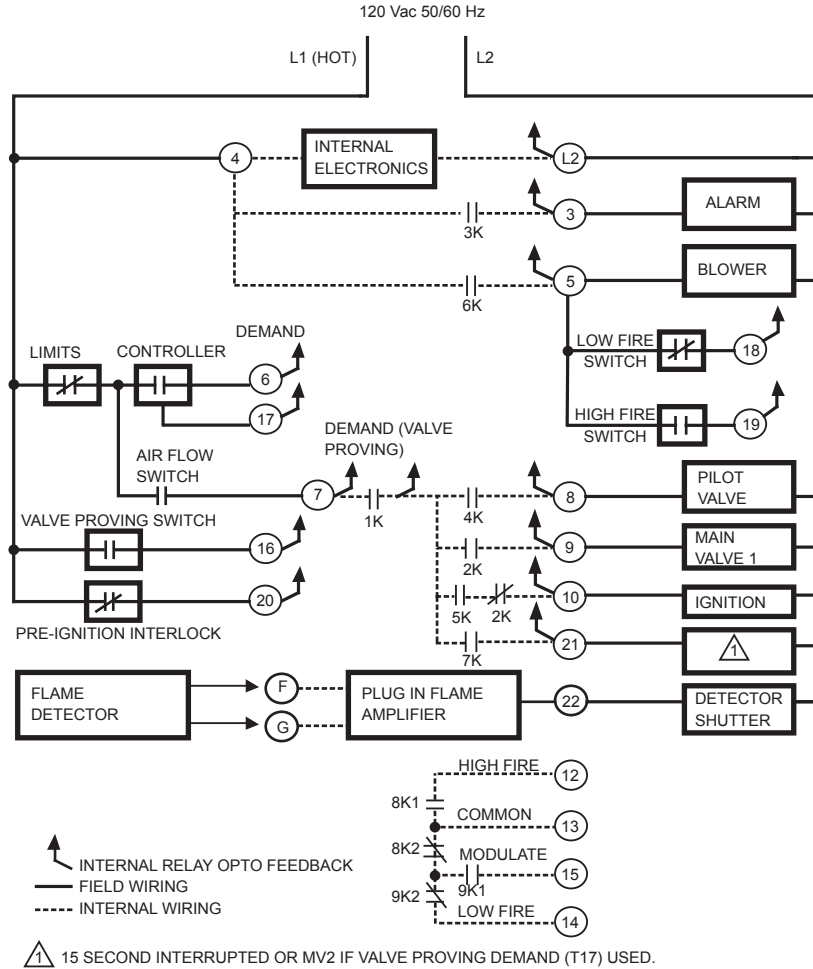 120 Vac 50/60 Hz
L1 (HOT)
L2
4
INTERNAL
ELECTRONICS
L2
3K
3
ALARM
6K
5
BLOWER
LOW FIRE
SWITCH
18
HIGH FIRE
SWITCH
19
LIMITS
CONTROLLER
DEMAND
6
17
AIR FLOW
SWITCH
DEMAND (VALVE
PROVING)
7
1K
4K
8
PILOT
VALVE
VALVE PROVING SWITCH
16
2K
9
MAIN
VALVE 1
20
5K
2K
10
IGNITION
PRE-IGNITION INTERLOCK
7K
21
1
FLAME
DETECTOR
F
G
PLUG IN FLAME
AMPLIFIER
22
DETECTOR
SHUTTER
HIGH FIRE
12
8K1
COMMON
13
8K2
MODULATE
15
9K1
9K2
LOW FIRE
14
INTERNAL RELAY OPTO FEEDBACK
FIELD WIRING
INTERNAL WIRING
1 15 SECOND INTERRUPTED OR MV2 IF VALVE PROVING DEMAND (T17) USED.